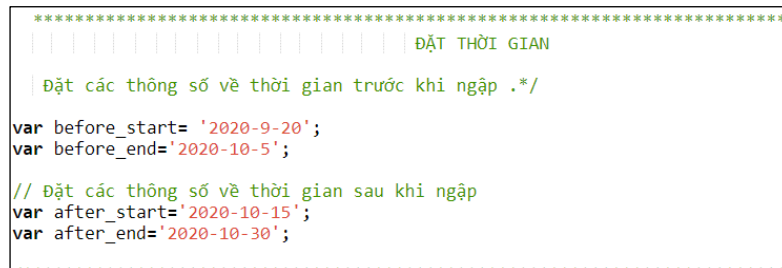 **************************************************************************
ĐẶT THỜI GIAN
Đặt các thông số về thời gian trước khi ngập .*/
var before_start= '2020-9-20';
var before_end='2020-10-5';
// Đặt các thông số về thời gian sau khi ngập
var after_start='2020-10-15';
var after_end='2020-10-30';